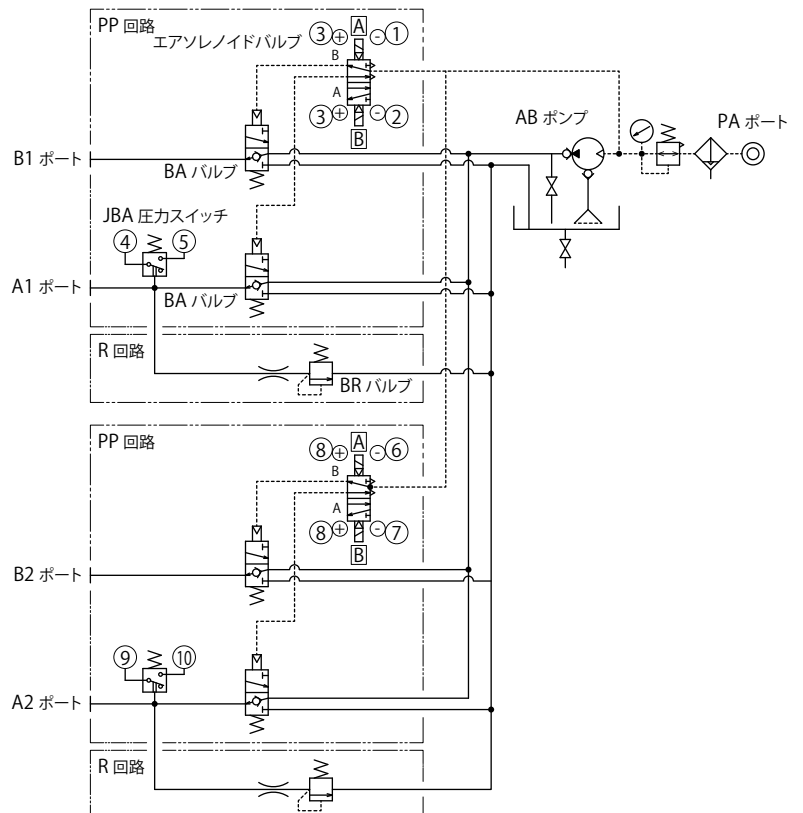 PP 回路
エアソレノイドバルブ
③ + A - ①
B
A
③ + - ②
B
AB ポンプ
PA ポート
B1 ポート
BA バルブ
JBA 圧力スイッチ
④ ⑤
A1 ポート
BA バルブ
R 回路
BR バルブ
PP 回路
⑧ + A - ⑥
B
A
⑧ + - ⑦
B
B2 ポート
⑨ ⑩
A2 ポート
R 回路